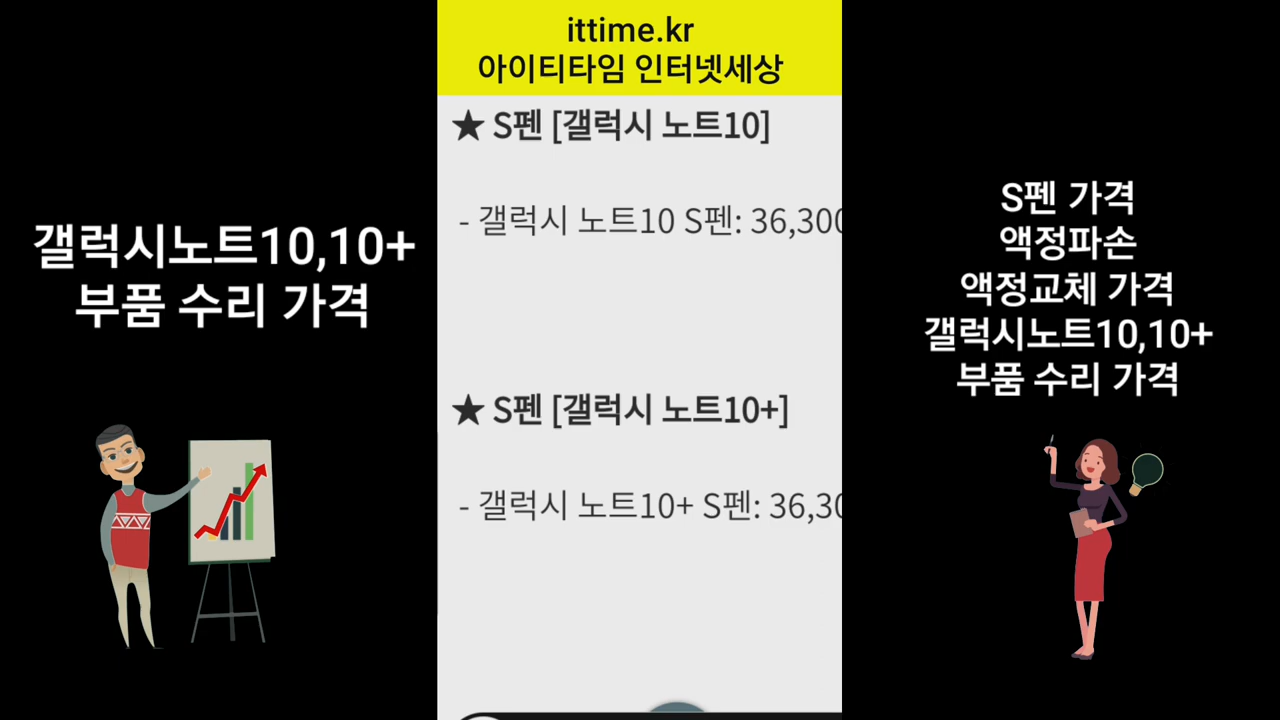 갤럭시노트10,10+
부품 수리 가격
ittime.kr
아이티타임 인터넷세상
★ S펜 [갤럭시 노트10]
- 갤럭시 노트10 S펜: 36,300
★ S펜 [갤럭시 노트10+]
- 갤럭시 노트10+ S펜: 36,30
S펜 가격
액정파손
액정교체 가격
갤럭시노트10,10+
부품 수리 가격